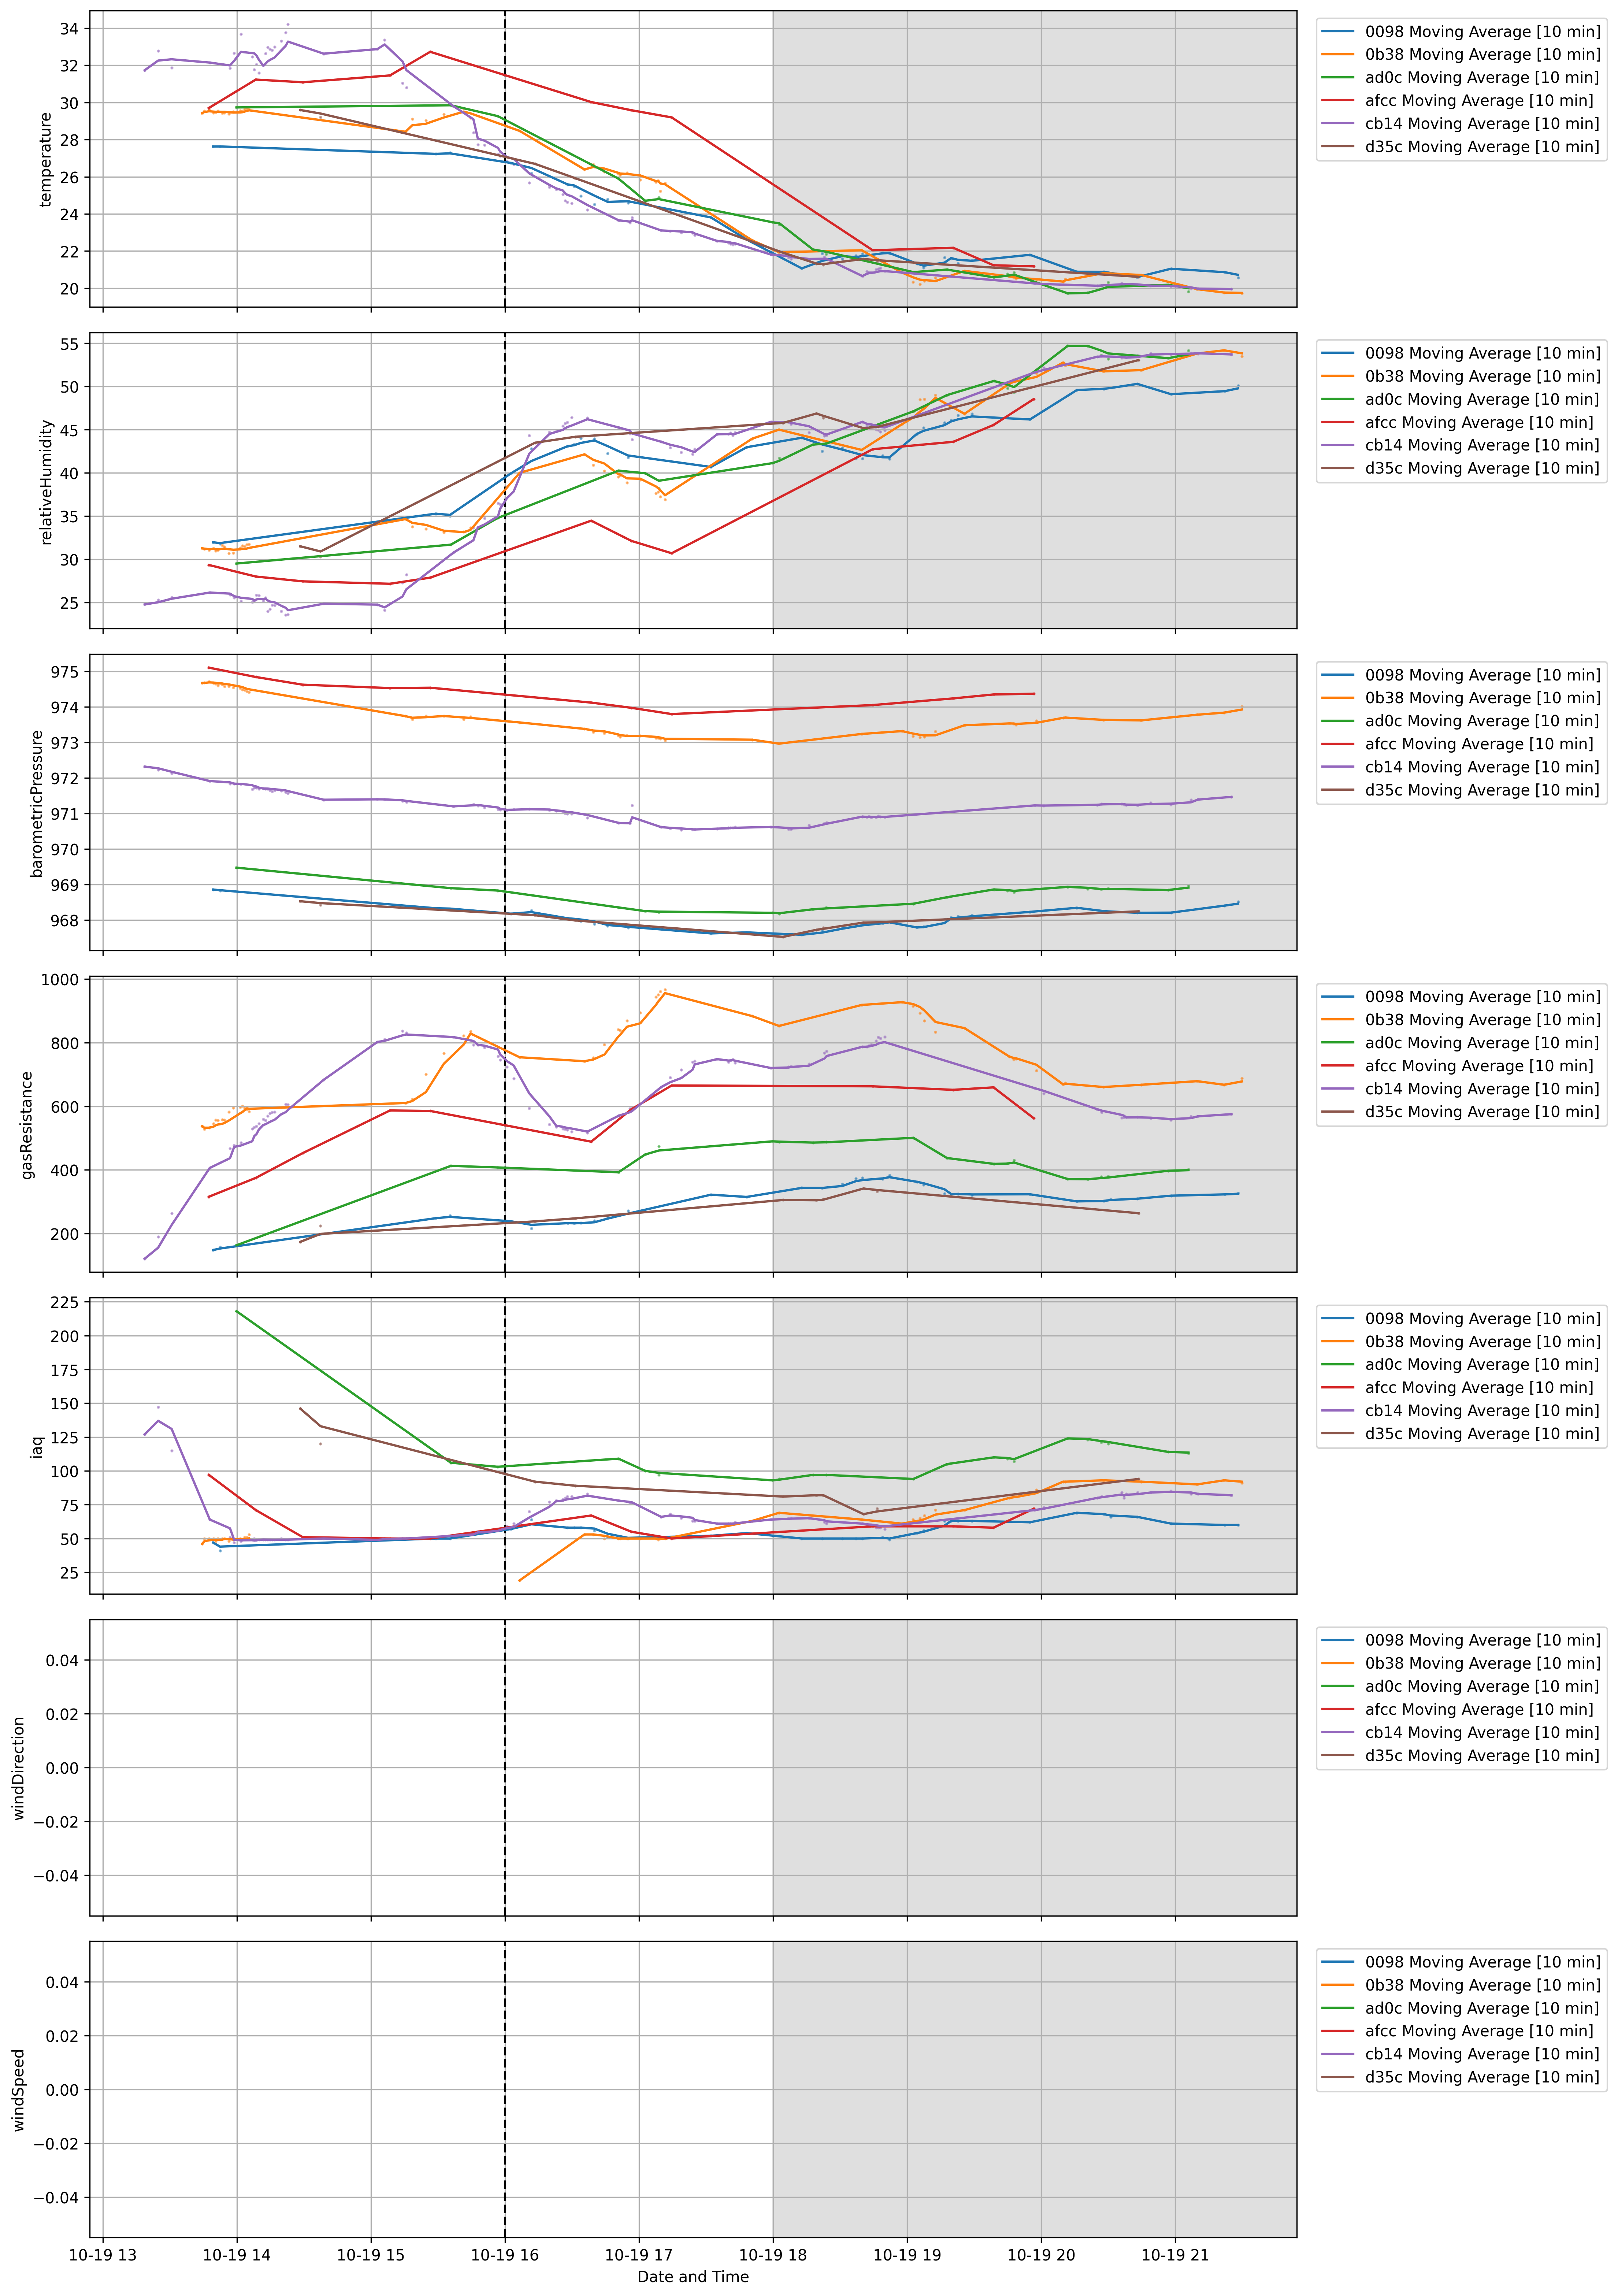 34
32
30
28
26
24
22
20
temperature
0098 Moving Average [10 min]
0b38 Moving Average [10 min]
ad0c Moving Average [10 min]
afcc Moving Average [10 min]
cb14 Moving Average [10 min]
d35c Moving Average [10 min]
55
50
45
40
35
30
25
relativeHumidity
0098 Moving Average [10 min]
0b38 Moving Average [10 min]
ad0c Moving Average [10 min]
afcc Moving Average [10 min]
cb14 Moving Average [10 min]
d35c Moving Average [10 min]
975
974
973
972
971
970
969
968
barometricPressure
0098 Moving Average [10 min]
0b38 Moving Average [10 min]
ad0c Moving Average [10 min]
afcc Moving Average [10 min]
cb14 Moving Average [10 min]
d35c Moving Average [10 min]
1000
800
600
400
200
gasResistance
0098 Moving Average [10 min]
0b38 Moving Average [10 min]
ad0c Moving Average [10 min]
afcc Moving Average [10 min]
cb14 Moving Average [10 min]
d35c Moving Average [10 min]
225
200
175
150
125
100
75
50
25
iaq
0098 Moving Average [10 min]
0b38 Moving Average [10 min]
ad0c Moving Average [10 min]
afcc Moving Average [10 min]
cb14 Moving Average [10 min]
d35c Moving Average [10 min]
0.04
0.02
0.00
−0.02
−0.04
windDirection
0098 Moving Average [10 min]
0b38 Moving Average [10 min]
ad0c Moving Average [10 min]
afcc Moving Average [10 min]
cb14 Moving Average [10 min]
d35c Moving Average [10 min]
0.04
0.02
0.00
−0.02
−0.04
windSpeed
0098 Moving Average [10 min]
0b38 Moving Average [10 min]
ad0c Moving Average [10 min]
afcc Moving Average [10 min]
cb14 Moving Average [10 min]
d35c Moving Average [10 min]
10-19 13 10-19 14 10-19 15 10-19 16 10-19 17 10-19 18 10-19 19 10-19 20 10-19 21
Date and Time